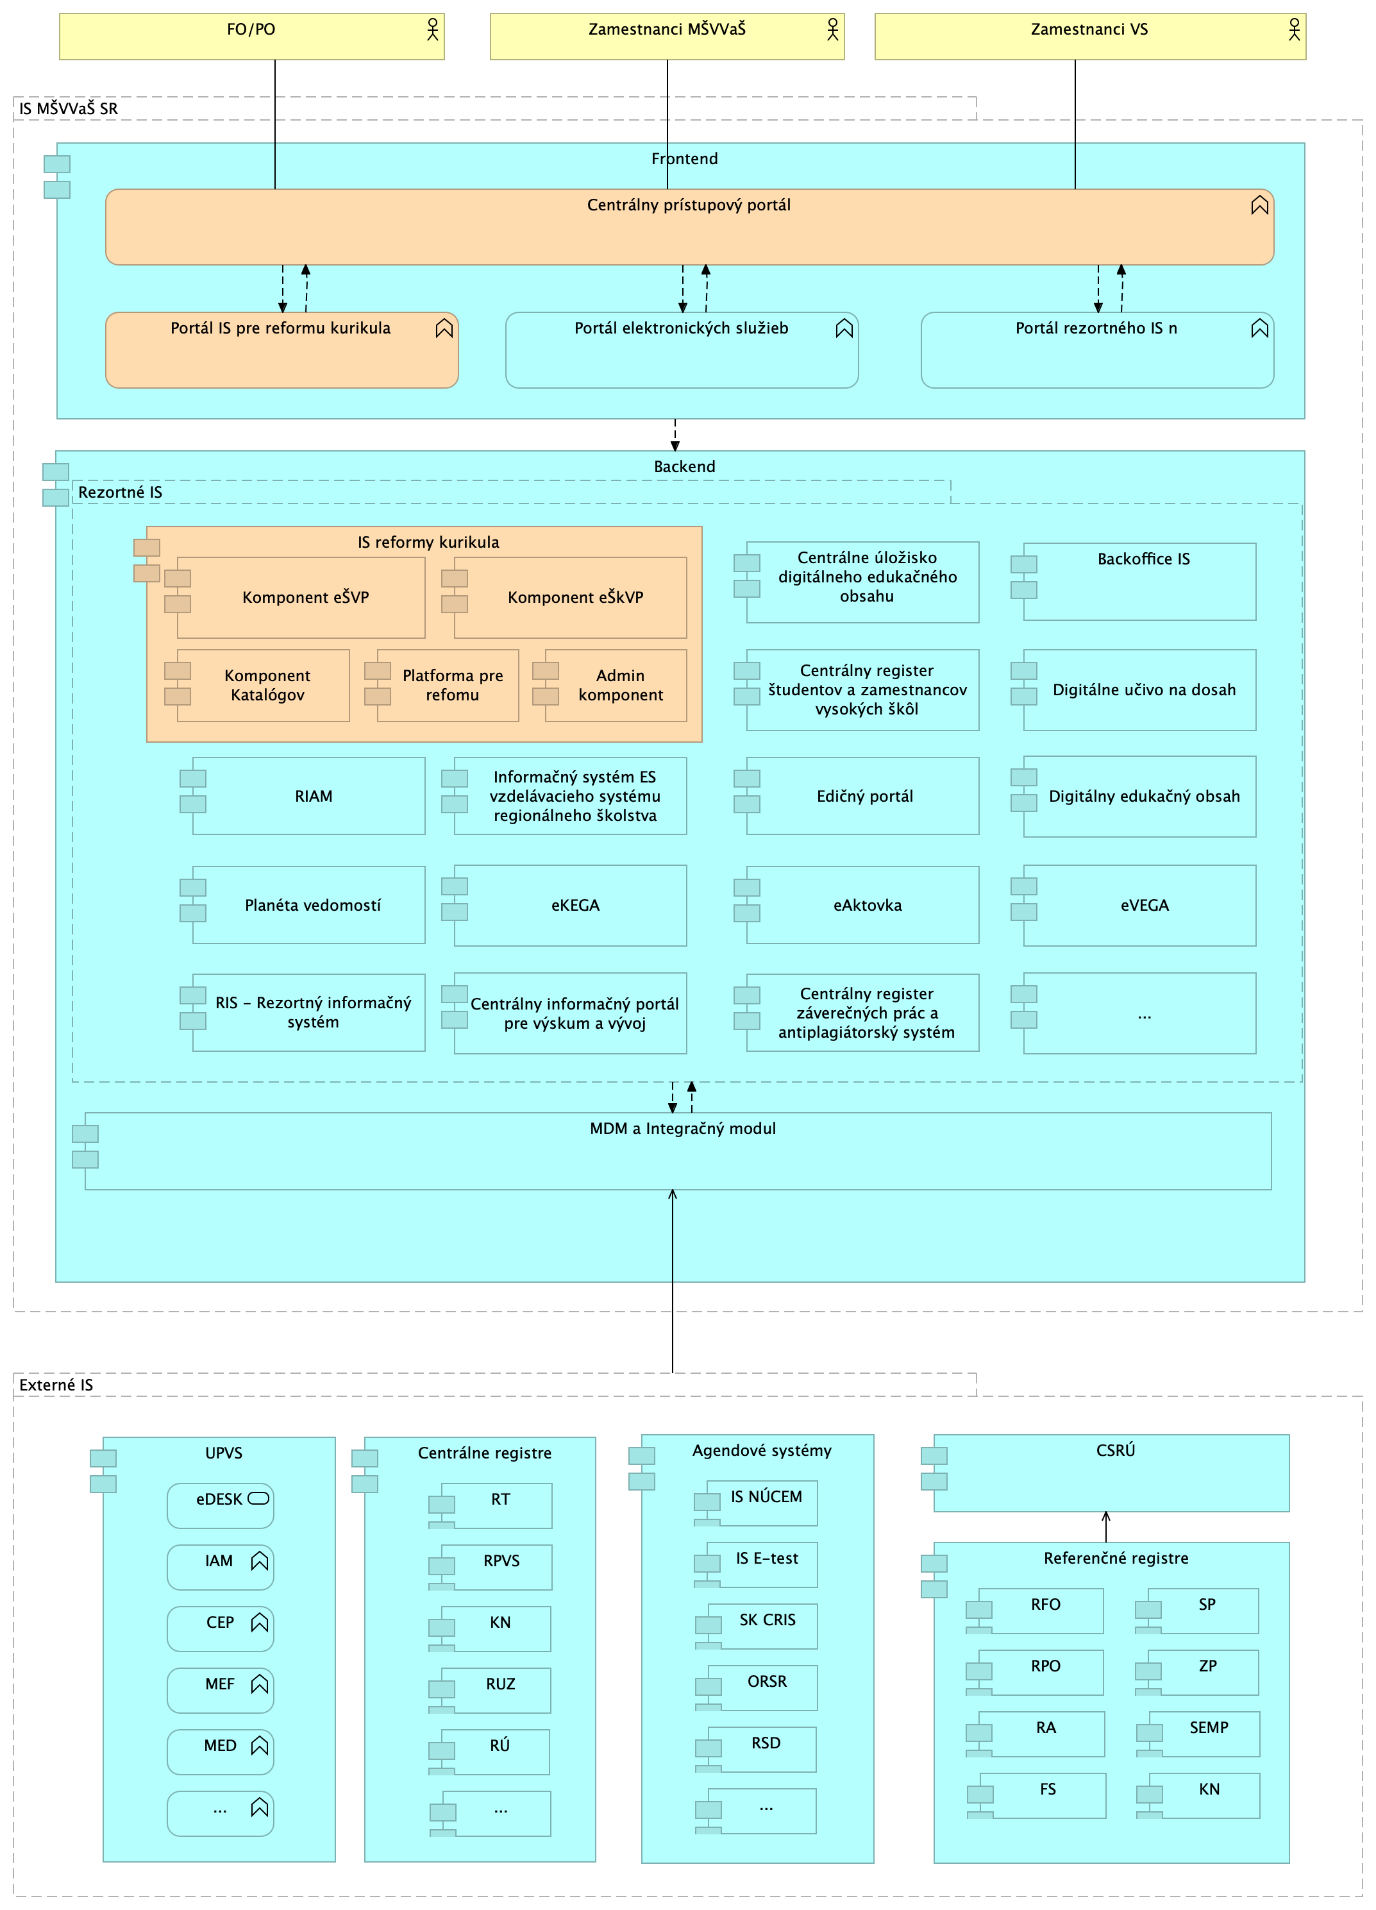 FO/PO
Zamestnanci MŠVVaŠ
Zamestnanci VS
IS MŠVVaŠ SR
Frontend
Centrálny prístupový portál
Portál IS pre reformu kurikula
Portál elektronických služieb
Portál rezortného IS n
Backend
Rezortné IS
IS reformy kurikula
Komponent eŠVP
Komponent eŠkVP
Komponent
Katalógov
Platforma pre
refomu
Admin
komponent
Centrálne úložisko
digitálneho edukačného
obsahu
Backoffice IS
Centrálny register
študentov a zamestnancov
vysokých škôl
Digitálne učivo na dosah
RIAM
Informačný systém ES
vzdelávacieho systému
regionálneho školstva
Edičný portál
Digitálny edukačný obsah
Planéta vedomostí
eKEGA
eAktovka
eVEGA
RIS - Rezortný informačný
systém
Centrálny informačný portál
pre výskum a vývoj
Centrálny register
záverečných prác a
antiplagiátorský systém
...
MDM a Integračný modul
Externé IS
UPVS
eDESK
IAM
CEP
MEF
MED
...
Centrálne registre
RT
RPVS
KN
RUZ
RÚ
...
Agendové systémy
IS NÚCEM
IS E-test
SK CRIS
ORSR
RSD
...
CSRÚ
Referenčné registre
RFO
SP
RPO
ZP
RA
SEMP
FS
KN